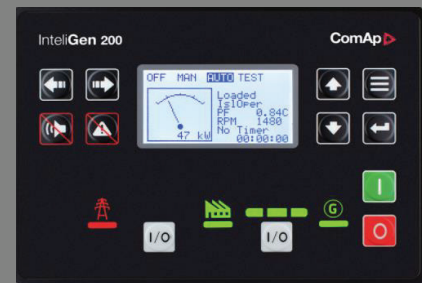 InteliGen 200
ComAp
OFF MAN AUTO TEST
Loaded
IslOper
PF 0.84C
RPM 1480
No Timer
00:00:00
47 kW
I
I/O
I/O
G
O